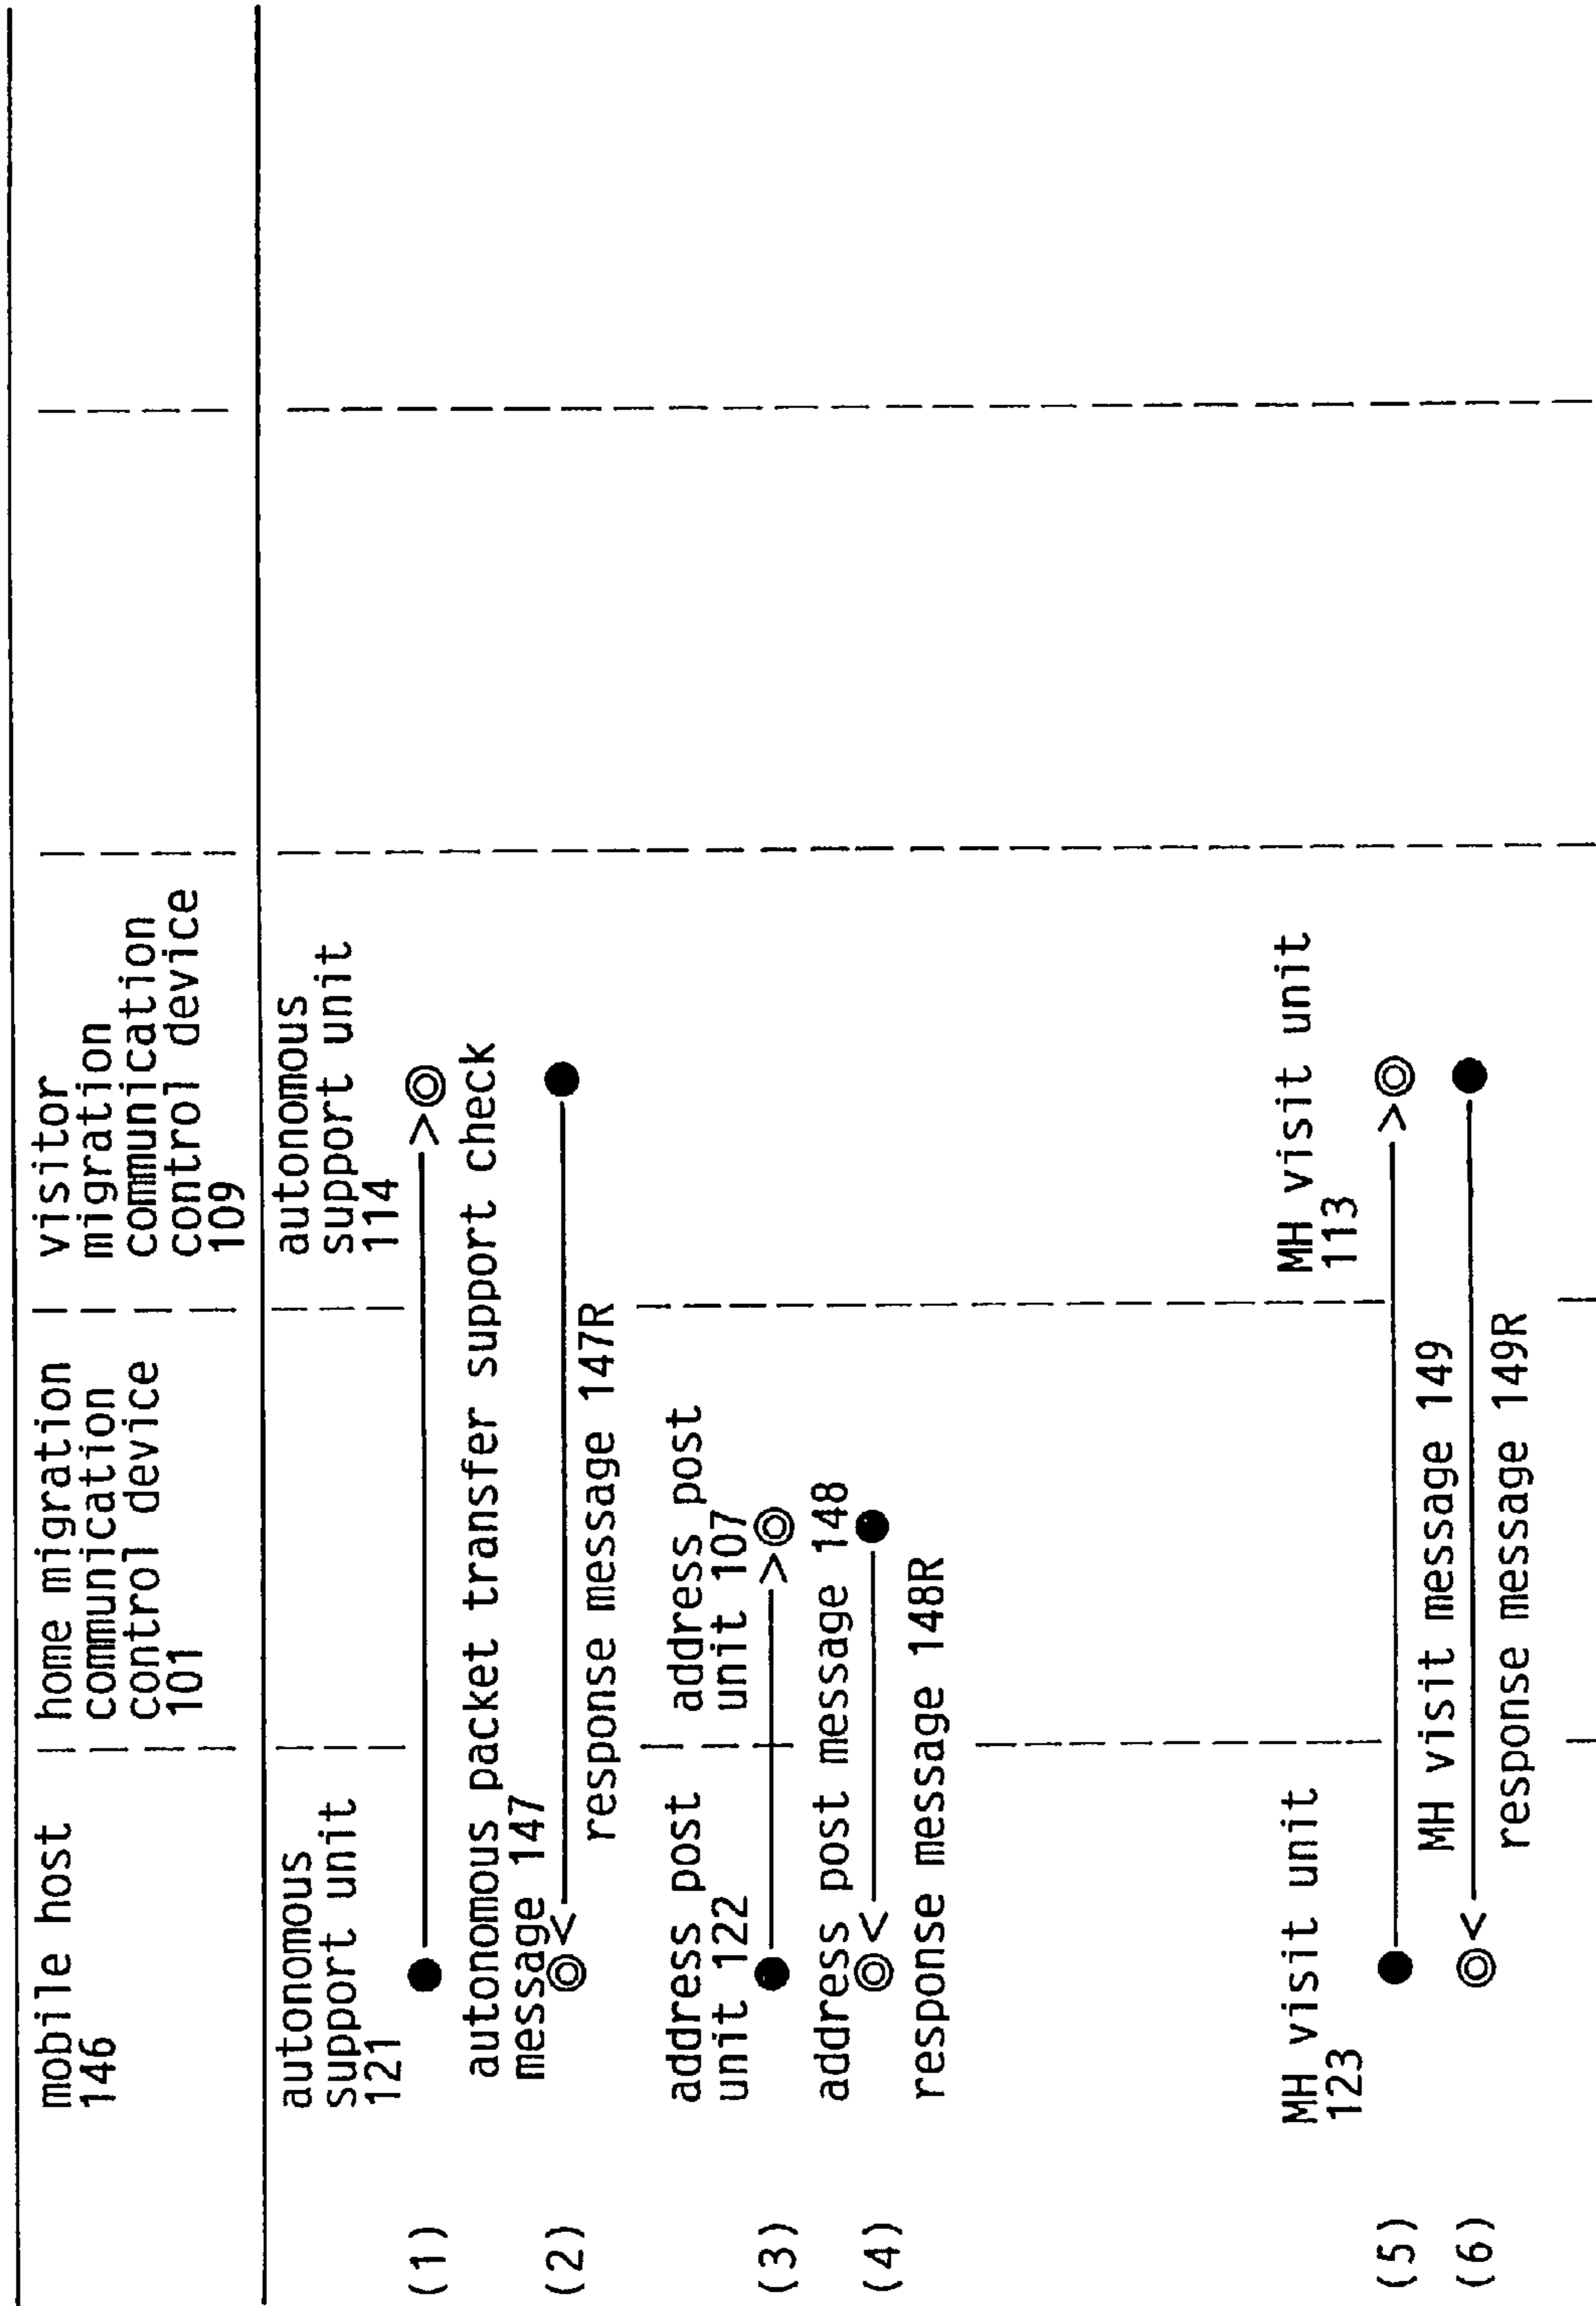 mobile host
146
home migration
communication
control device
101
visitor
migration
communication
control device
109
autonomous
support unit
121
autonomous
support unit
114
(1)
autonomous packet transfer support check
message 147
(2)
response message 147R
address post
unit 122
address post
unit 107
(3)
address post message 148
(4)
response message 148R
MH visit unit
123
MH visit unit
113
(5)
MH visit message 149
(6)
response message 149R